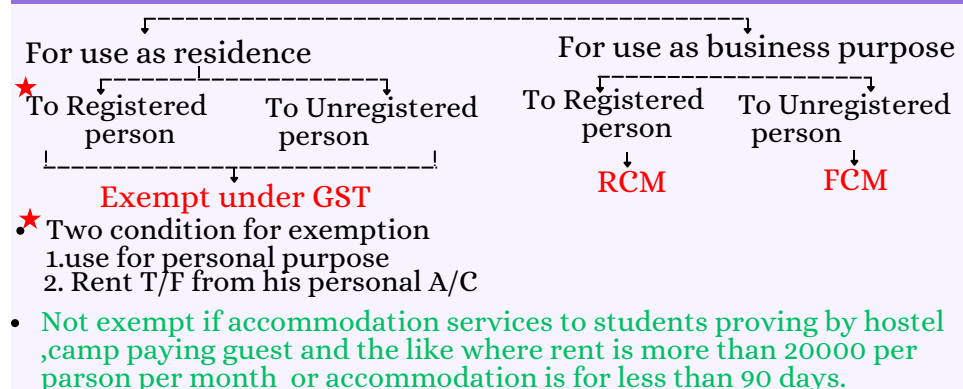 For use as residence
For use as business purpose
To Registered person
To Unregistered person
To Registered person
To Unregistered person
Exempt under GST
RCM
FCM
Two condition for exemption
1.use for personal purpose
2. Rent T/F from his personal A/C
Not exempt if accommodation services to students proving by hostel
,camp paying guest and the like where rent is more than 20000 per
parson per month or accommodation is for less than 90 days.